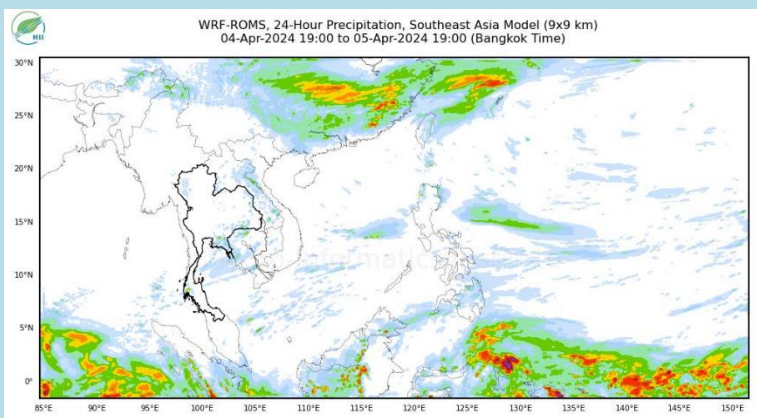 HII
WRF-ROMS, 24-Hour Precipitation, Southeast Asia Model (9x9 km)
04-Apr-2024 19:00 to 05-Apr-2024 19:00 (Bangkok Time)
30°N
25°N
20°N
15°N
10°N
5°N
0°
85°E 90°E 95°E 100°E 105°E 110°E 115°E 120°E 125°E 130°E 135°E 140°E 145°E 150°E